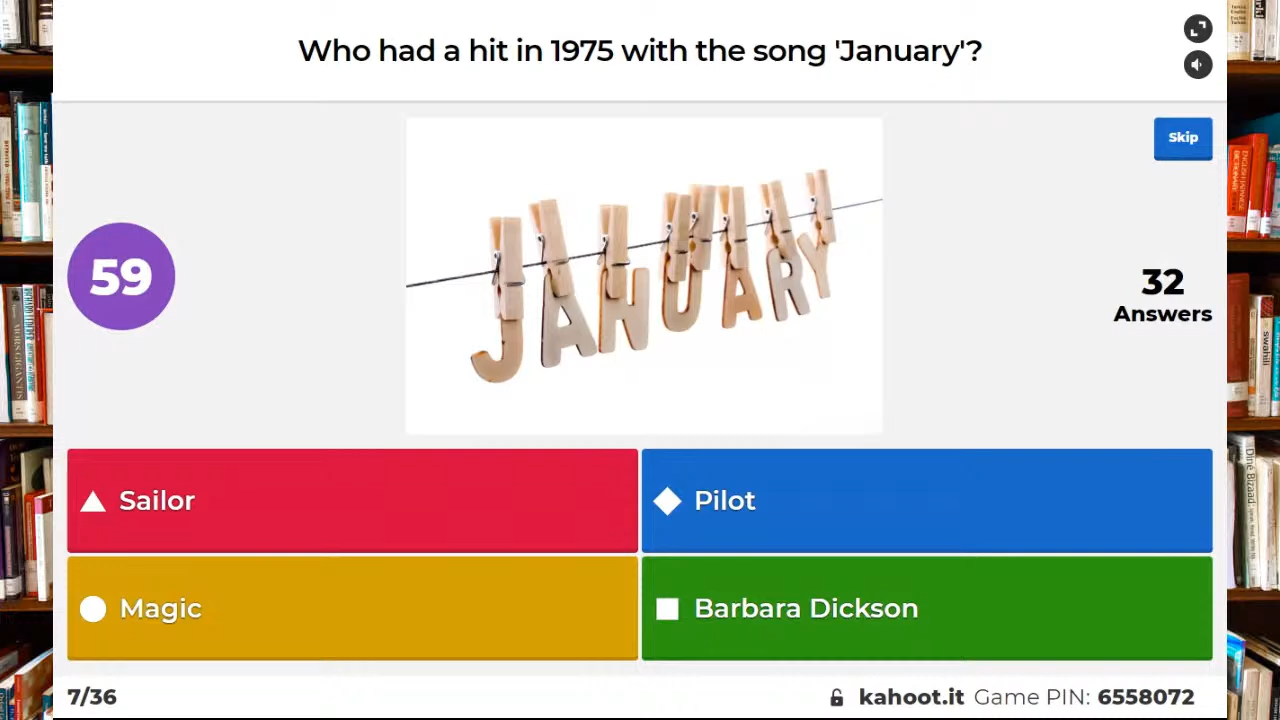 Who had a hit in 1975 with the song 'January'?
Skip
59
JANUARY
32
Answers
Sailor
Pilot
Magic
Barbara Dickson
7/36
kahoot.it Game PIN: 6558072